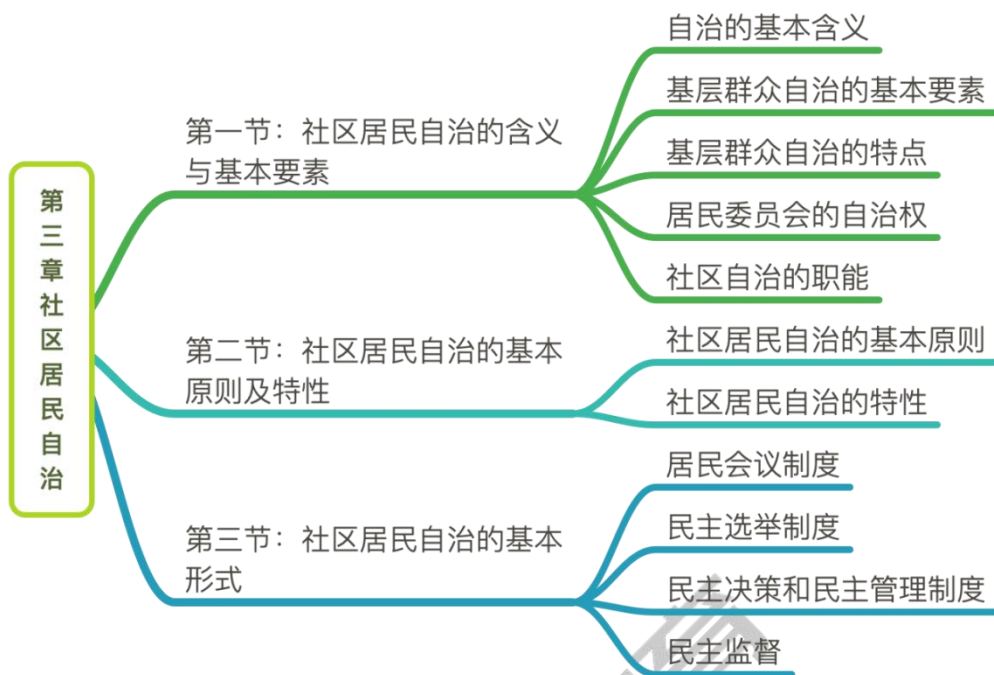 第三章社区居民自治
第一节：社区居民自治的含义
与基本要素
自治的基本含义
基层群众自治的基本要素
基层群众自治的特点
居民委员会的自治权
社区自治的职能
第二节：社区居民自治的基本
原则及特性
社区居民自治的基本原则
社区居民自治的特性
第三节：社区居民自治的基本
形式
居民会议制度
民主选举制度
民主决策和民主管理制度
民主监督